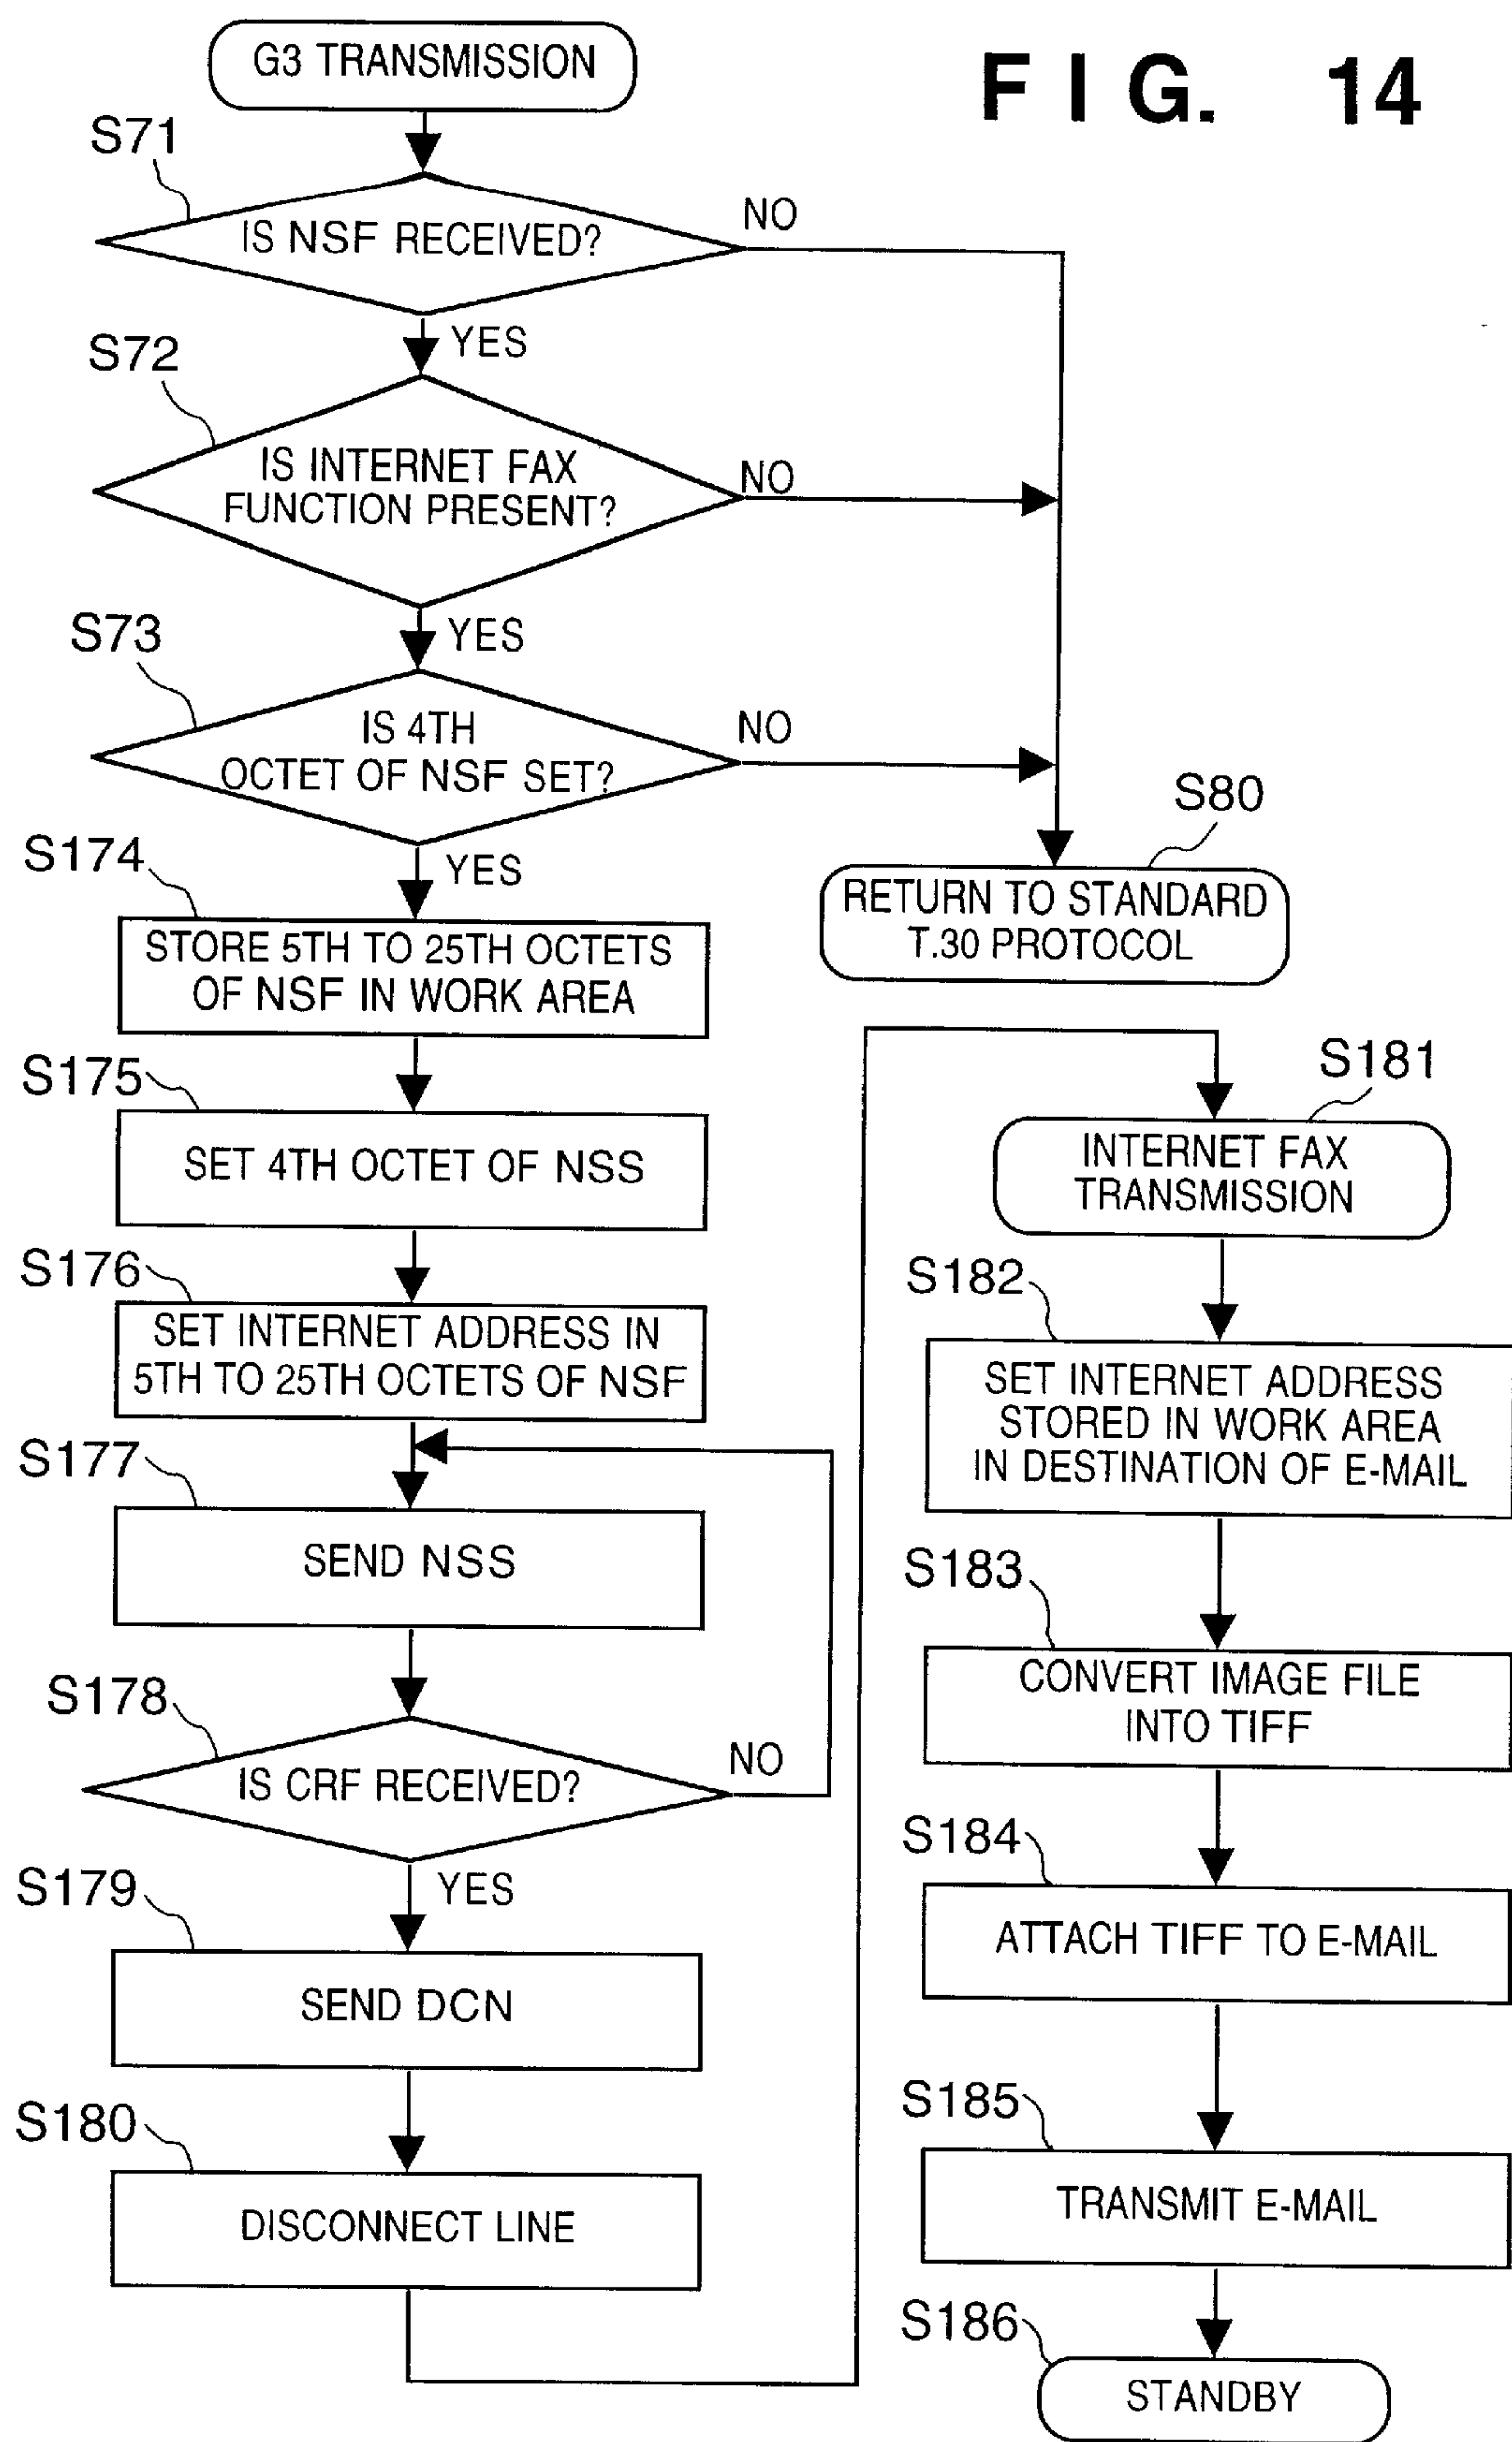 FIG. 14
G3 TRANSMISSION
S71
IS NSF RECEIVED?
NO
YES
S72
IS INTERNET FAX
FUNCTION PRESENT?
NO
YES
S73
IS 4TH
OCTET OF NSF SET?
NO
YES
S80
RETURN TO STANDARD
T.30 PROTOCOL
S174
STORE 5TH TO 25TH OCTETS
OF NSF IN WORK AREA
S175
SET 4TH OCTET OF NSS
S176
SET INTERNET ADDRESS IN
5TH TO 25TH OCTETS OF NSF
S177
SEND NSS
S178
IS CRF RECEIVED?
NO
YES
S179
SEND DCN
S180
DISCONNECT LINE
S181
INTERNET FAX
TRANSMISSION
S182
SET INTERNET ADDRESS
STORED IN WORK AREA
IN DESTINATION OF E-MAIL
S183
CONVERT IMAGE FILE
INTO TIFF
S184
ATTACH TIFF TO E-MAIL
S185
TRANSMIT E-MAIL
S186
STANDBY